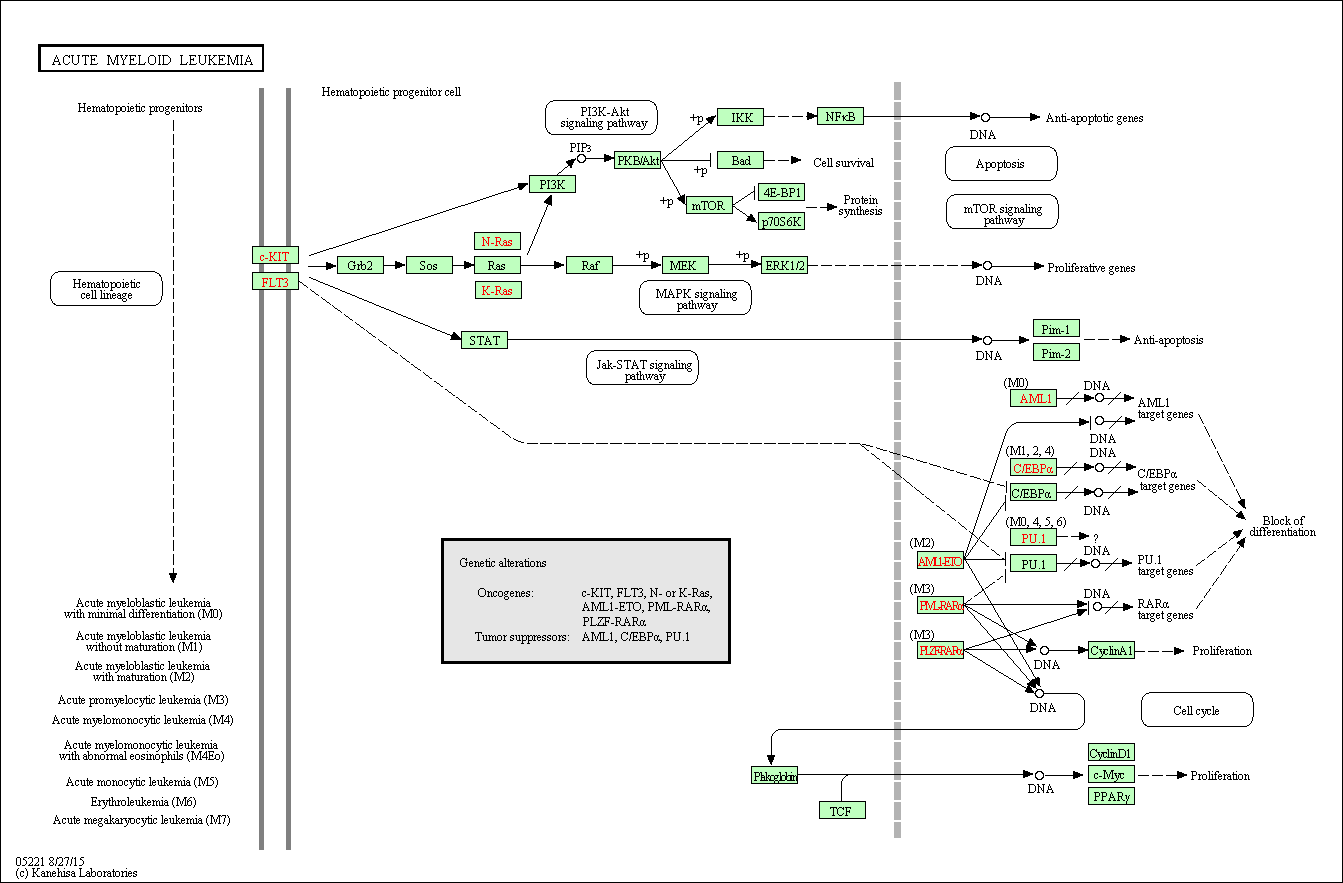 ACUTE MYELOID LEUKEMIA
Hematopoietic progenitors
Hematopoietic progenitor cell
PI3K-Akt
signaling pathway
+p
IKK
NFκB
DNA
Anti-apoptotic genes
PIP3
PKB/Akt
+p
Bad
Cell survival
Apoptosis
PI3K
+p
mTOR
4E-BP1
p70S6K
Protein
synthesis
mTOR signaling
pathway
c-KIT
FLT3
Grb2
Sos
N-Ras
Ras
K-Ras
Raf
+p
MEK
+p
ERK1/2
DNA
Proliferative genes
MAPK signaling
pathway
Hematopoietic
cell lineage
STAT
DNA
Pim-1
Pim-2
Anti-apoptosis
Jak-STAT signaling
pathway
(M0)
AML1
DNA
AML1
target genes
DNA
(M1, 2, 4)
C/EBPα
DNA
C/EBPα
target genes
C/EBPα
DNA
(M0, 4, 5, 6)
PU.1
?
Block of
differentiation
(M2)
AML1-ETO
PU.1
DNA
PU.1
target genes
(M3)
PML-RARα
DNA
RARα
target genes
(M3)
PLZF-RARα
DNA
CyclinA1
Proliferation
DNA
Cell cycle
Genetic alterations
Oncogenes: c-KIT, FLT3, N- or K-Ras,
AML1-ETO, PML-RARα,
PLZF-RARα
Tumor suppressors: AML1, C/EBPα, PU.1
Plakoglobin
TCF
DNA
CyclinD1
c-Myc
PPARγ
Proliferation
Acute myeloblastic leukemia
with minimal differentiation (M0)
Acute myeloblastic leukemia
without maturation (M1)
Acute myeloblastic leukemia
with maturation (M2)
Acute promyelocytic leukemia (M3)
Acute myelomonocytic leukemia (M4)
Acute myelomonocytic leukemia
with abnormal eosinophils (M4Eo)
Acute monocytic leukemia (M5)
Erythroleukemia (M6)
Acute megakaryocytic leukemia (M7)
05221 8/27/15
(c) Kanehisa Laboratories